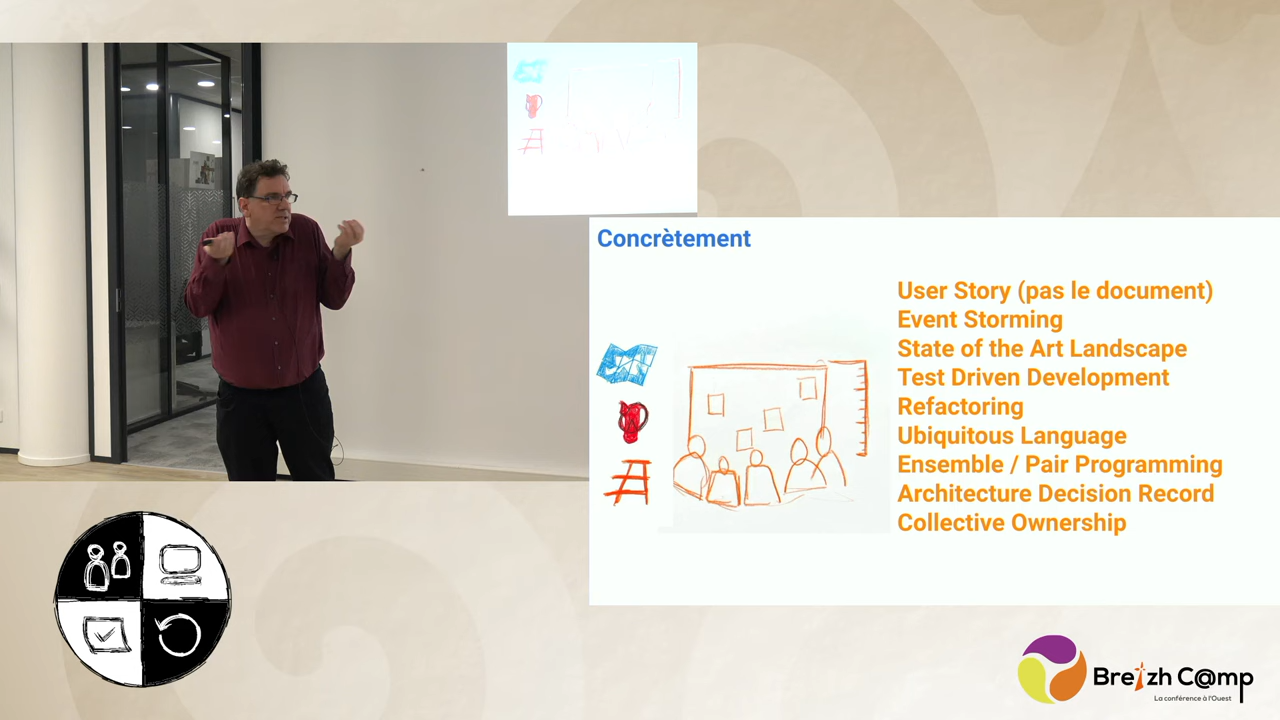 Concrètement
User Story (pas le document)
Event Storming
State of the Art Landscape
Test Driven Development
Refactoring
Ubiquitous Language
Ensemble / Pair Programming
Architecture Decision Record
Collective Ownership
Breizh C@mp
La conférence à l'Ouest